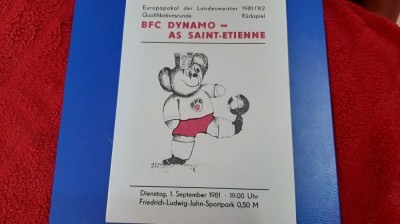 Europapokal der Landesmeister 1981/82
Qualifikationsrunde Rückspiel
BFC DYNAMO –
AS SAINT-ETIENNE
Dienstag, 1. September 1981 · 19.00 Uhr
Friedrich-Ludwig-Jahn-Sportpark 0,50 M